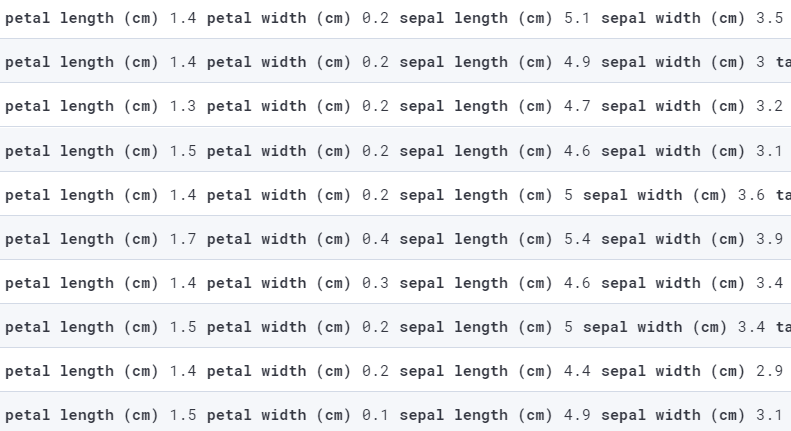 petal length (cm) 1.4 petal width (cm) 0.2 sepal length (cm) 5.1 sepal width (cm) 3.5
petal length (cm) 1.4 petal width (cm) 0.2 sepal length (cm) 4.9 sepal width (cm) 3 ta
petal length (cm) 1.3 petal width (cm) 0.2 sepal length (cm) 4.7 sepal width (cm) 3.2
petal length (cm) 1.5 petal width (cm) 0.2 sepal length (cm) 4.6 sepal width (cm) 3.1
petal length (cm) 1.4 petal width (cm) 0.2 sepal length (cm) 5 sepal width (cm) 3.6 ta
petal length (cm) 1.7 petal width (cm) 0.4 sepal length (cm) 5.4 sepal width (cm) 3.9
petal length (cm) 1.4 petal width (cm) 0.3 sepal length (cm) 4.6 sepal width (cm) 3.4
petal length (cm) 1.5 petal width (cm) 0.2 sepal length (cm) 5 sepal width (cm) 3.4 ta
petal length (cm) 1.4 petal width (cm) 0.2 sepal length (cm) 4.4 sepal width (cm) 2.9
petal length (cm) 1.5 petal width (cm) 0.1 sepal length (cm) 4.9 sepal width (cm) 3.1